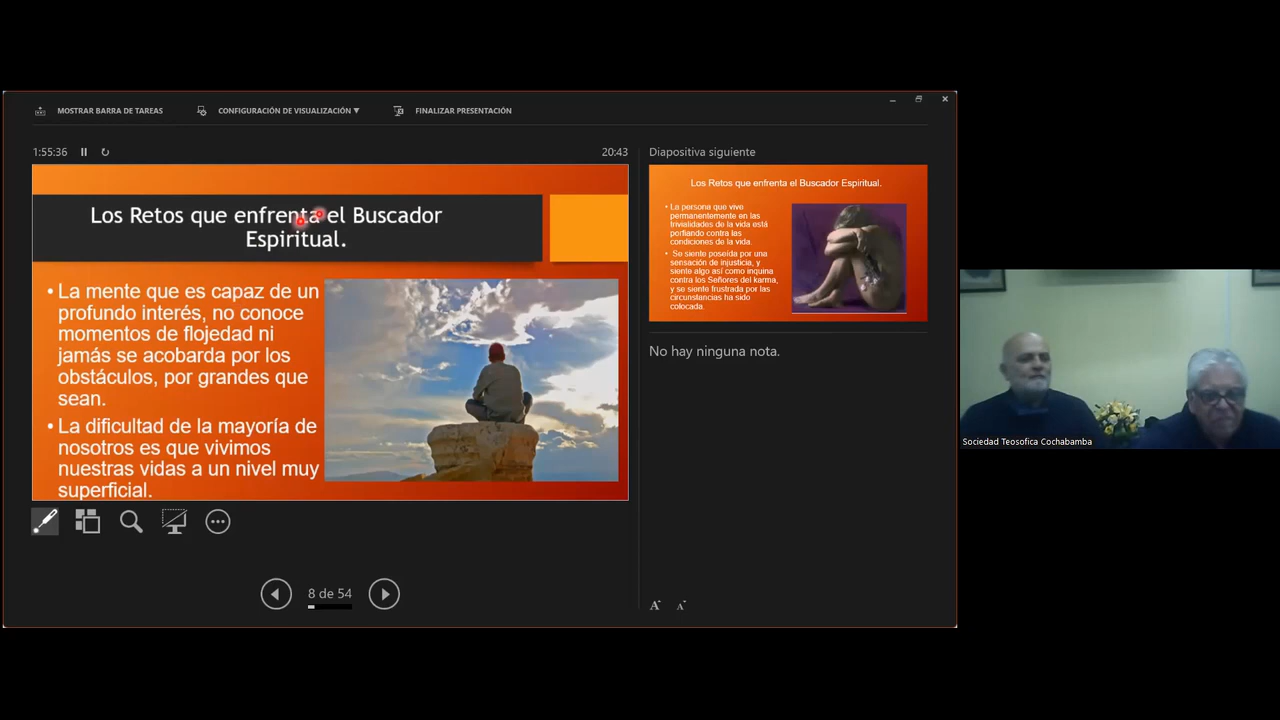 MOSTRAR BARRA DE TAREAS
CONFIGURACIÓN DE VISUALIZACIÓN ▼
FINALIZAR PRESENTACIÓN
1:55:36
20:43
Los Retos que enfrenta el Buscador
Espiritual.
• La mente que es capaz de un
profundo interés, no conoce
momentos de flojedad ni
jamás se acobarda por los
obstáculos, por grandes que
sean.
• La dificultad de la mayoría de
nosotros es que vivimos
nuestras vidas a un nivel muy
superficial.
8 de 54
Diapositiva siguiente
Los Retos que enfrenta el Buscador Espiritual.
• La persona que vive
permanentemente en las
trivialidades de la vida está
porfiando contra las
condiciones de la vida.
• Se siente poseída por una
sensación de injusticia, y
siente algo así como inquina
contra los Señores del karma,
y se siente frustrada por las
circunstancias ha sido
colocada.
No hay ninguna nota.
A A
Sociedad Teosofica Cochabamba